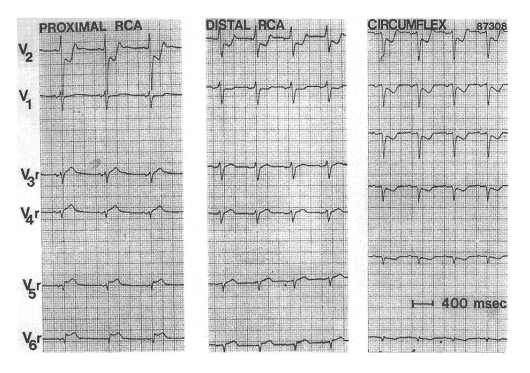 PROXIMAL RCA DISTAL RCA CIRCUMFLEX 87308
V2
V1
V3r
V4r
V5r
400 msec
V6r